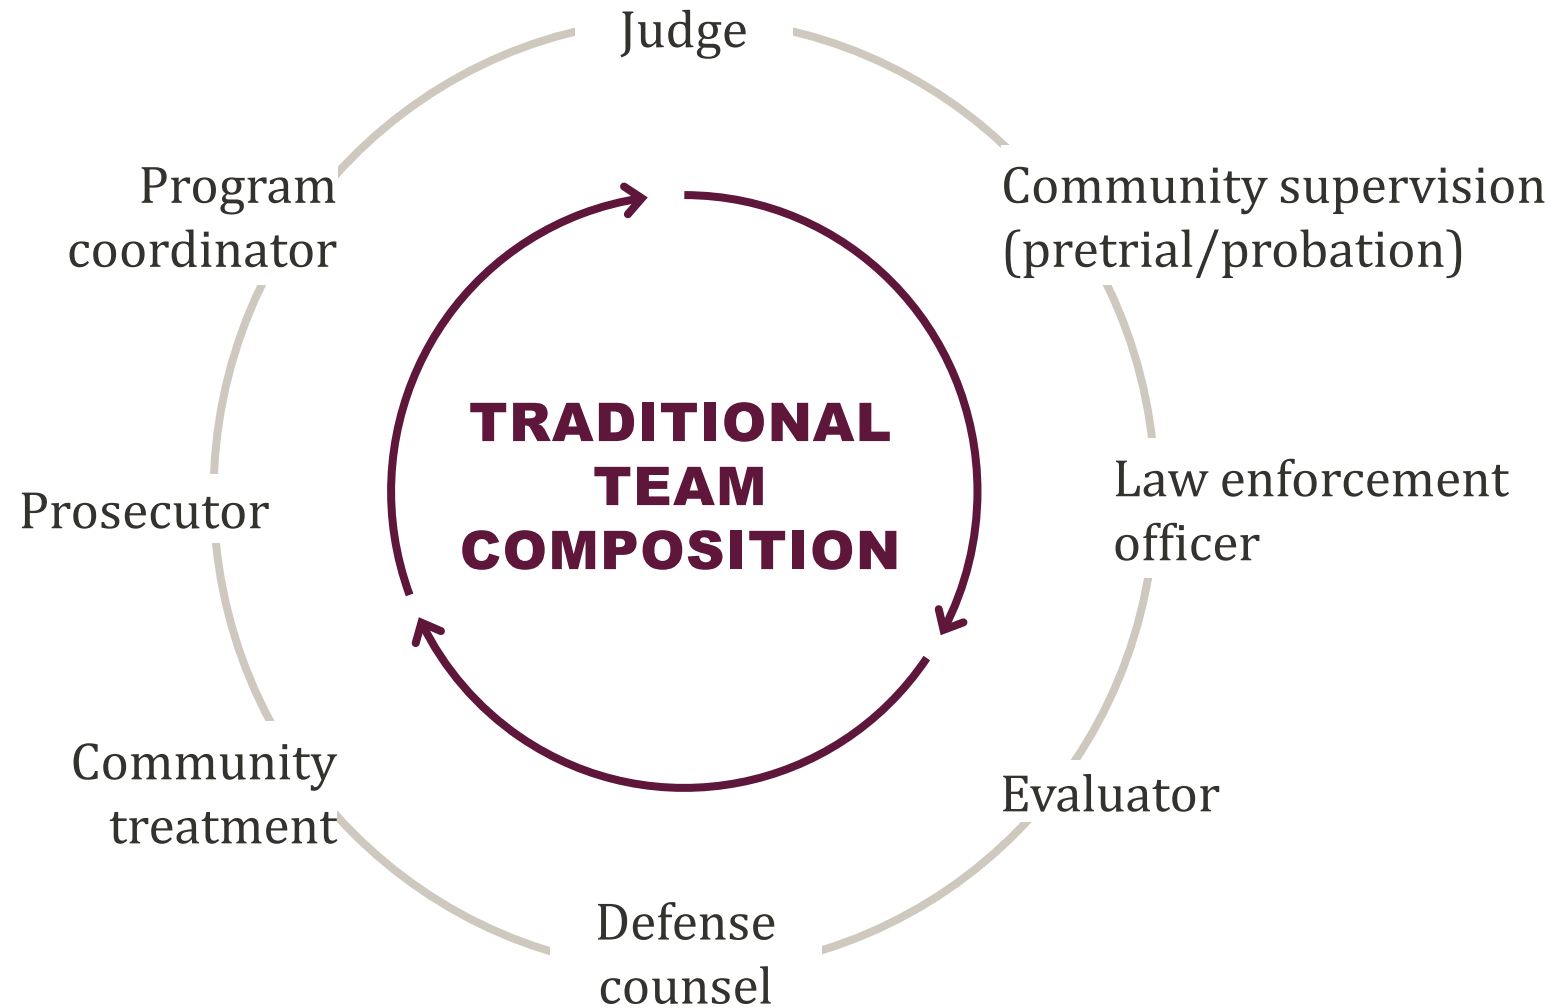 Judge
Community supervision
(pretrial/probation)
Law enforcement
officer
Evaluator
Defense
counsel
Community
treatment
Prosecutor
Program
coordinator
TRADITIONAL
TEAM
COMPOSITION